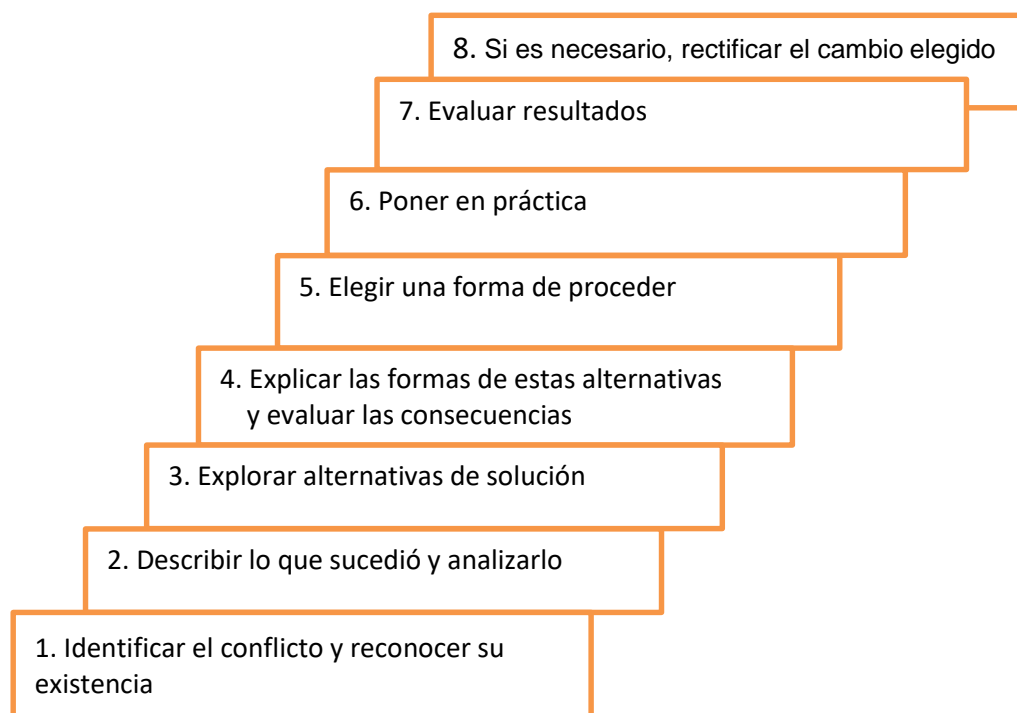 8. Si es necesario, rectificar el cambio elegido
7. Evaluar resultados
6. Poner en práctica
5. Elegir una forma de proceder
4. Explicar las formas de estas alternativas
y evaluar las consecuencias
3. Explorar alternativas de solución
2. Describir lo que sucedió y analizarlo
1. Identificar el conflicto y reconocer su
existencia